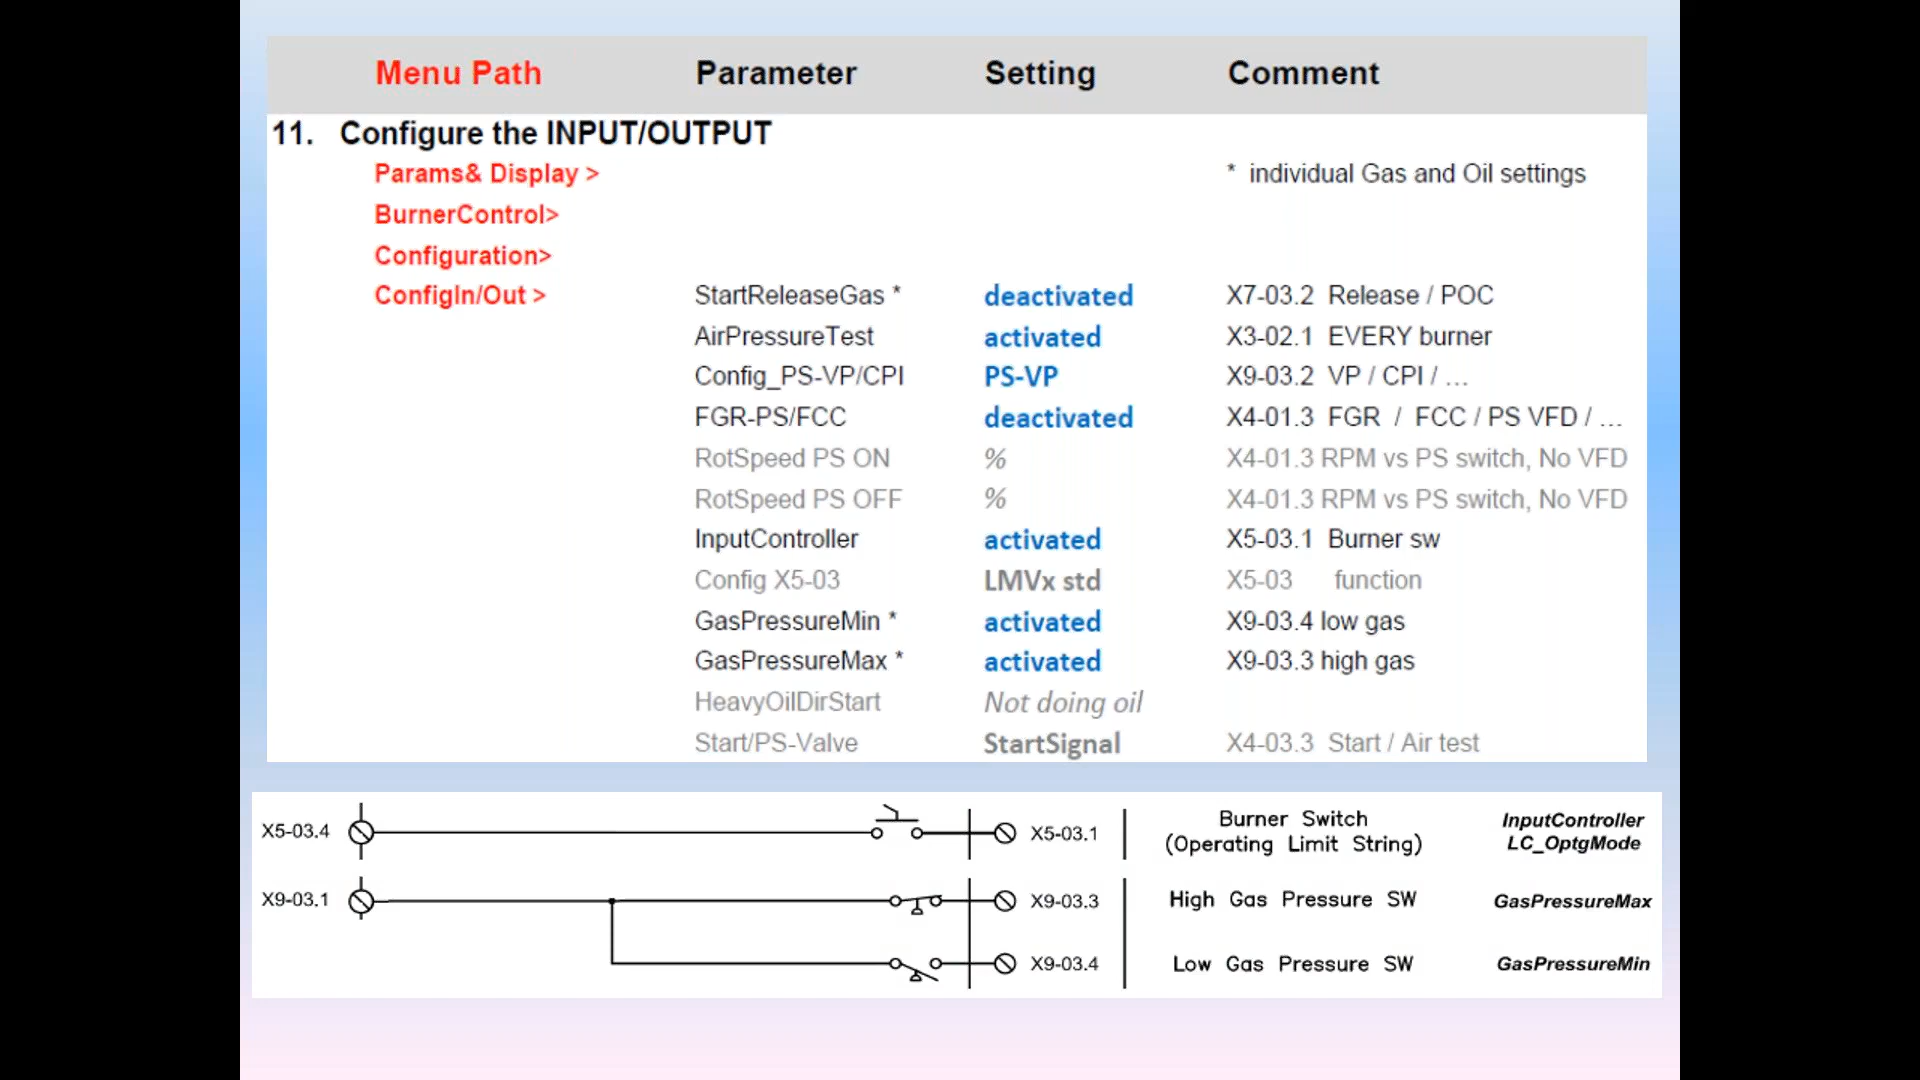 Menu Path Parameter Setting Comment
11. Configure the INPUT/OUTPUT
Params& Display > * individual Gas and Oil settings
BurnerControl>
Configuration>
ConfigIn/Out > StartReleaseGas * deactivated X7-03.2 Release / POC
AirPressureTest activated X3-02.1 EVERY burner
Config_PS-VP/CPI PS-VP X9-03.2 VP / CPI / ...
FGR-PS/FCC deactivated X4-01.3 FGR / FCC / PS VFD / ...
RotSpeed PS ON % X4-01.3 RPM vs PS switch, No VFD
RotSpeed PS OFF % X4-01.3 RPM vs PS switch, No VFD
InputController activated X5-03.1 Burner sw
Config X5-03 LMVx std X5-03 function
GasPressureMin * activated X9-03.4 low gas
GasPressureMax * activated X9-03.3 high gas
HeavyOilDirStart Not doing oil
Start/PS-Valve StartSignal X4-03.3 Start / Air test
X5-03.4 X5-03.1 Burner Switch InputController
(Operating Limit String) LC_OptgMode
X9-03.1 X9-03.3 High Gas Pressure SW GasPressureMax
X9-03.4 Low Gas Pressure SW GasPressureMin